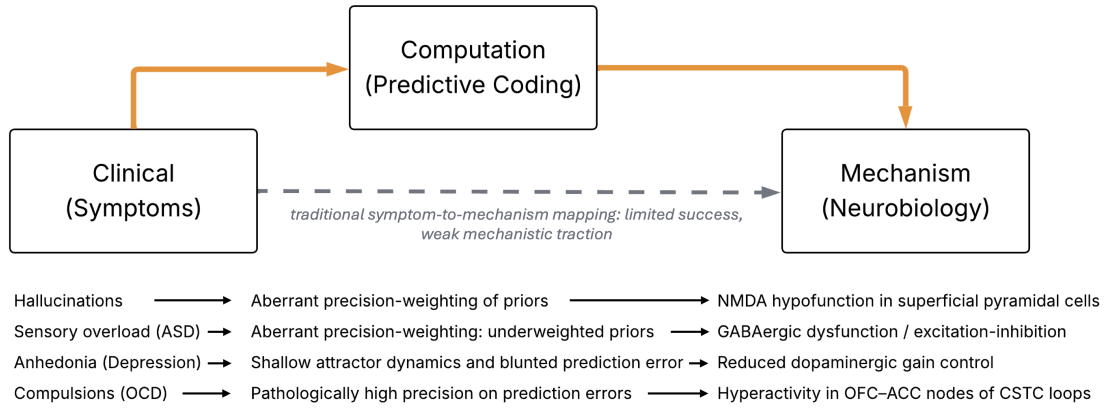 Computation
(Predictive Coding)
Clinical
(Symptoms)
Mechanism
(Neurobiology)
traditional symptom-to-mechanism mapping: limited success,
weak mechanistic traction
Hallucinations Aberrant precision-weighting of priors NMDA hypofunction in superficial pyramidal cells
Sensory overload (ASD) Aberrant precision-weighting: underweighted priors GABAergic dysfunction / excitation-inhibition
Anhedonia (Depression) Shallow attractor dynamics and blunted prediction error Reduced dopaminergic gain control
Compulsions (OCD) Pathologically high precision on prediction errors Hyperactivity in OFC–ACC nodes of CSTC loops